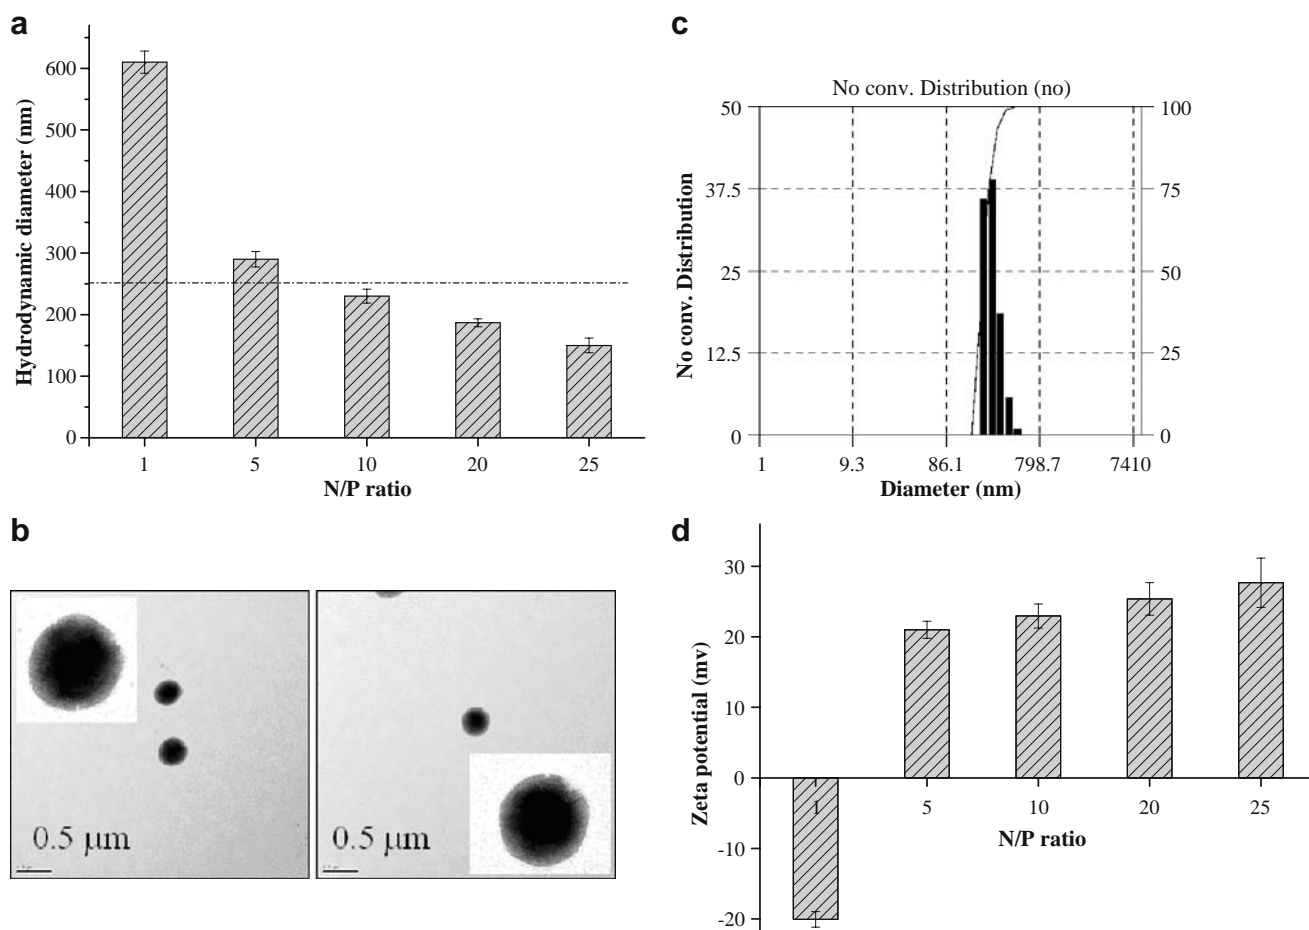 a
Hydrodynamic diameter (nm)
600
500
400
300
200
100
0
1 5 10 20 25
N/P ratio
b
0.5 μm
0.5 μm
c
No conv. Distribution (no)
No conv. Distribution
50
37.5
25
12.5
0
100
75
50
25
0
1 9.3 86.1 798.7 7410
Diameter (nm)
d
Zeta potential (mv)
30
20
10
0
-10
-20
1 5 10 20 25
N/P ratio